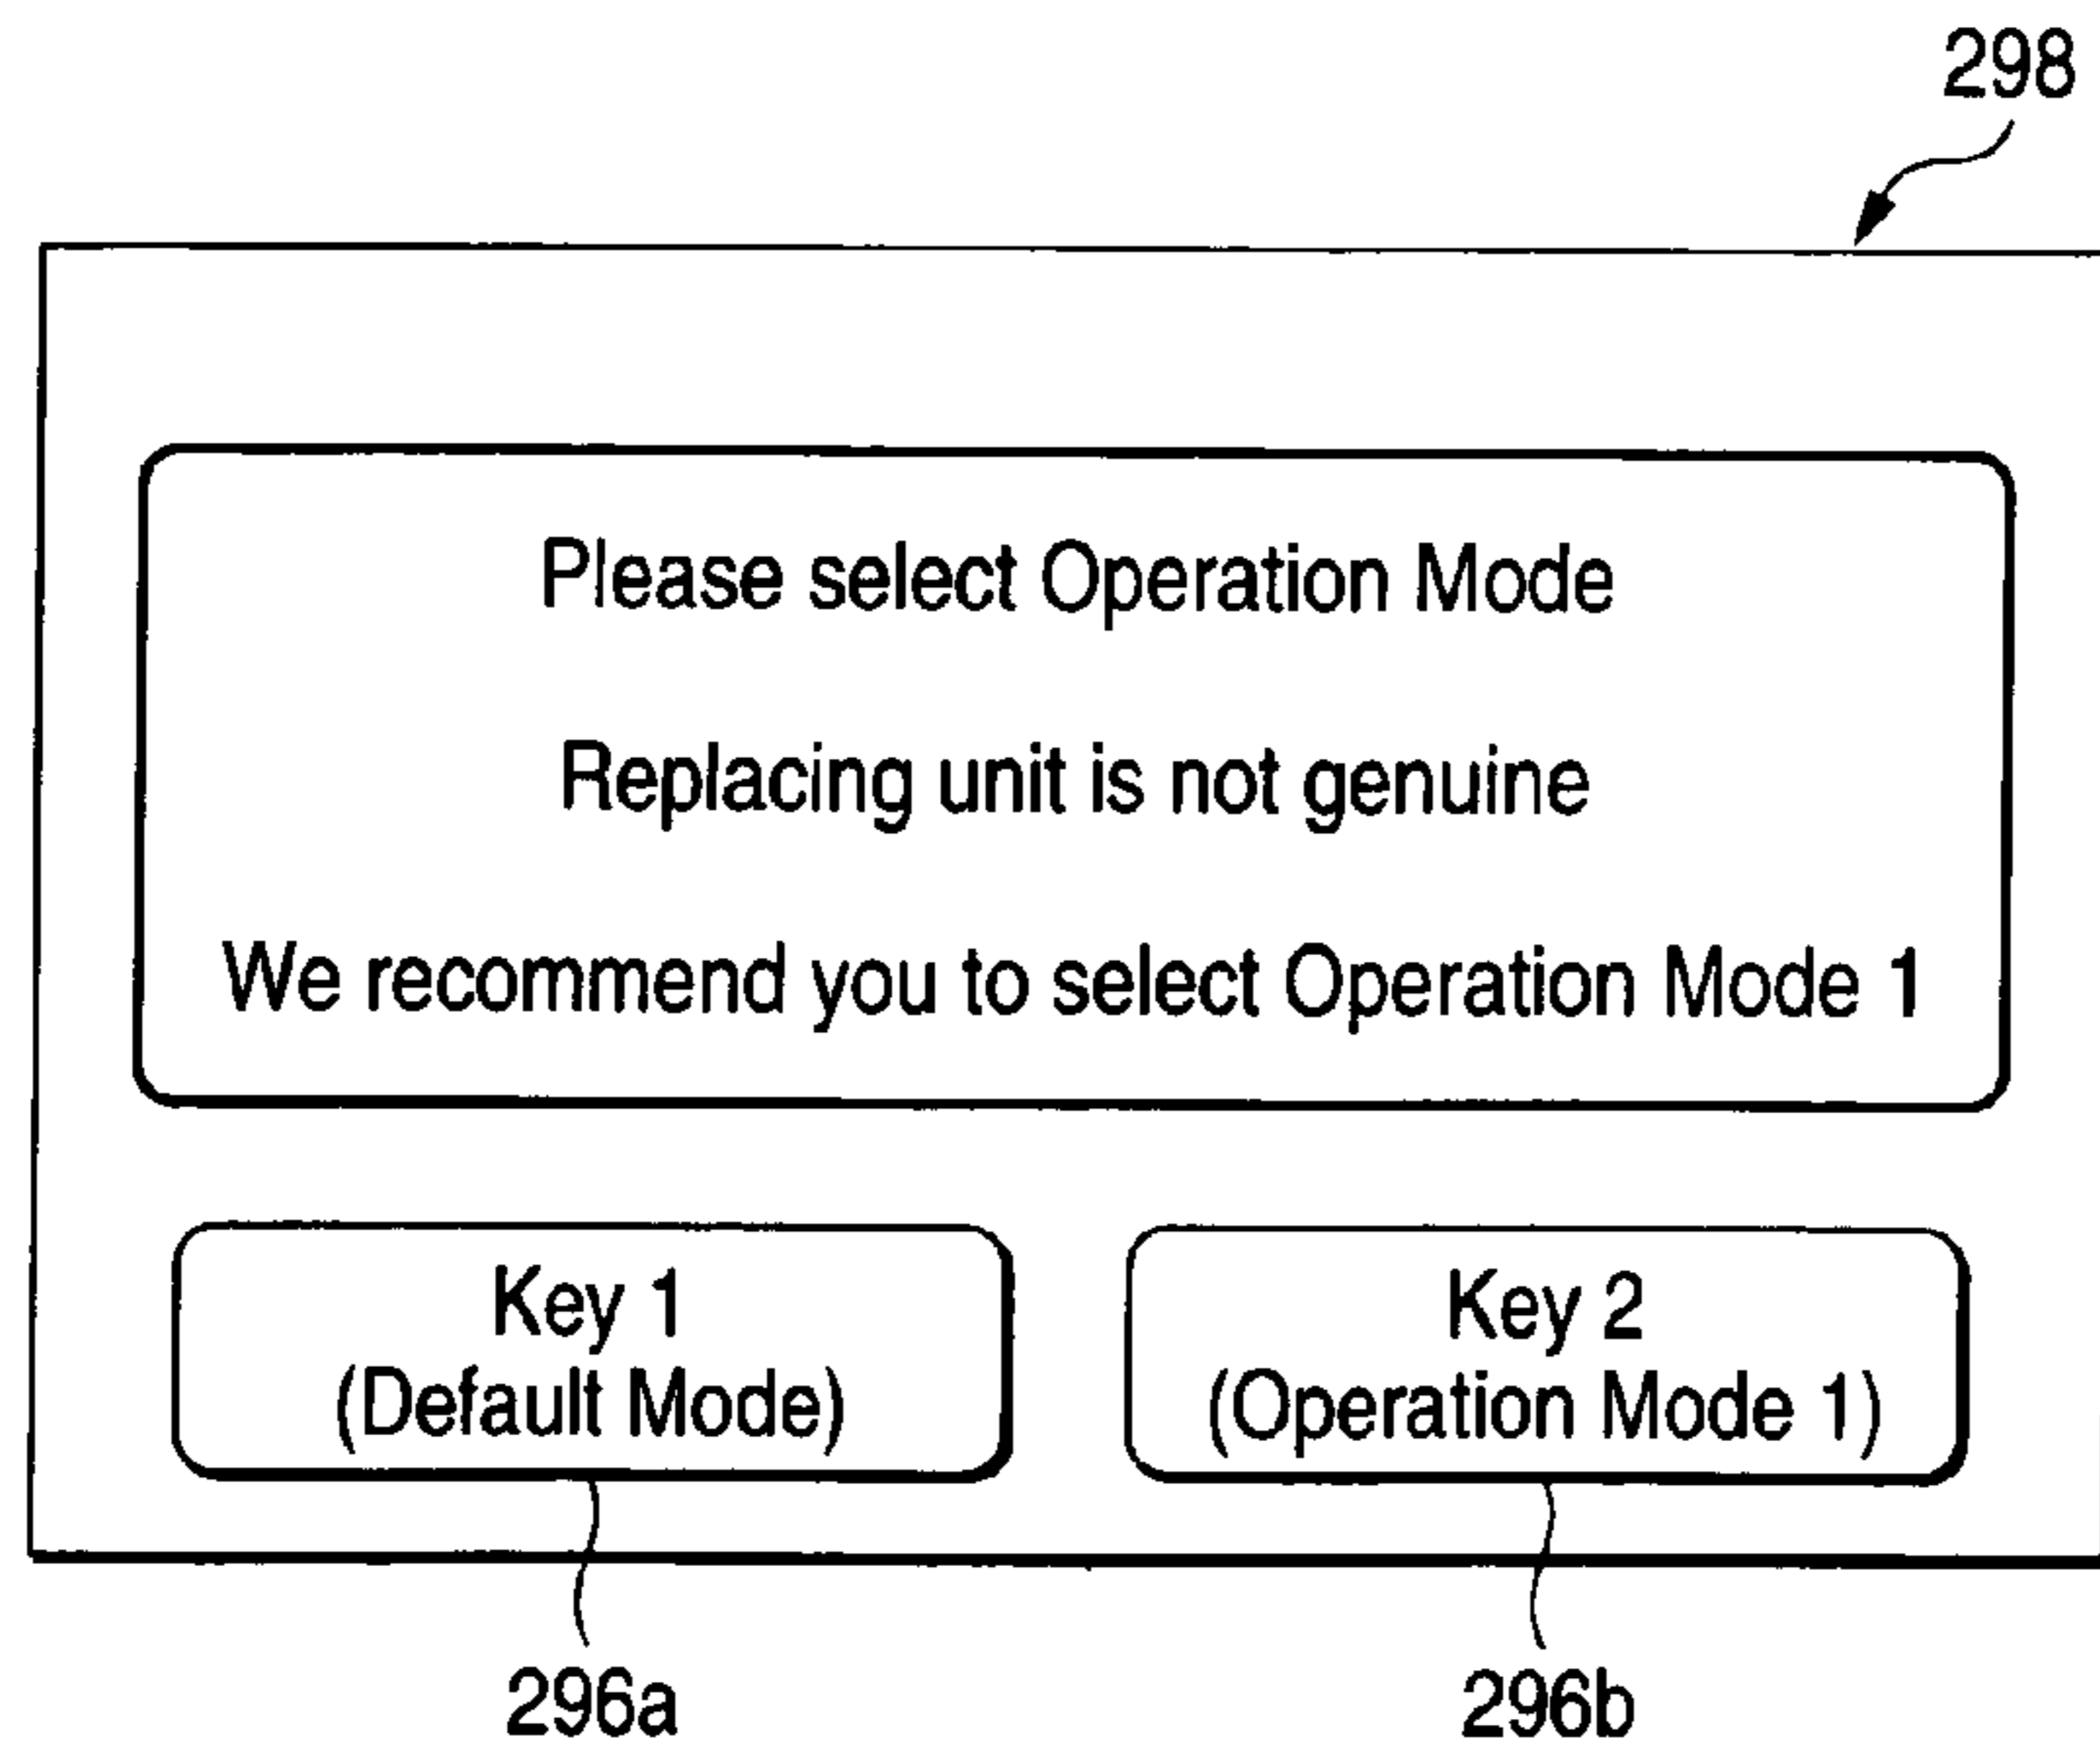 298
Please select Operation Mode
Replacing unit is not genuine
We recommend you to select Operation Mode 1
Key 1
(Default Mode)
Key 2
(Operation Mode 1)
296a
296b